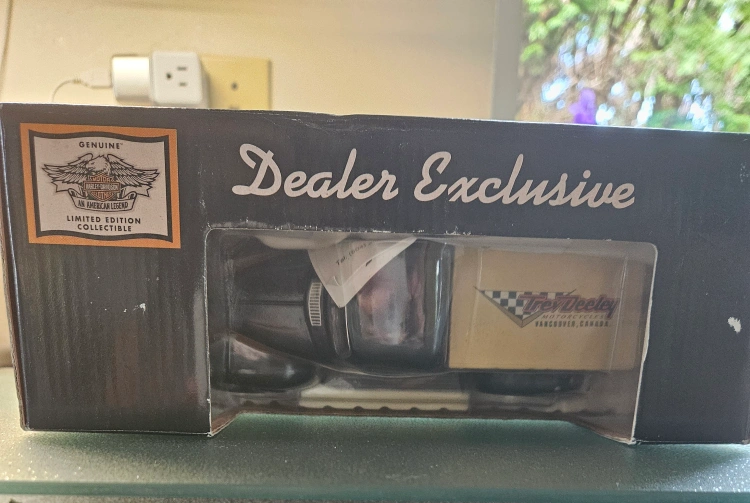 GENUINE
HARLEY-DAVIDSON
AN AMERICAN LEGEND
LIMITED EDITION
COLLECTIBLE
Dealer Exclusive
Trev Deeley
MOTORCYCLES
VANCOUVER, CANADA